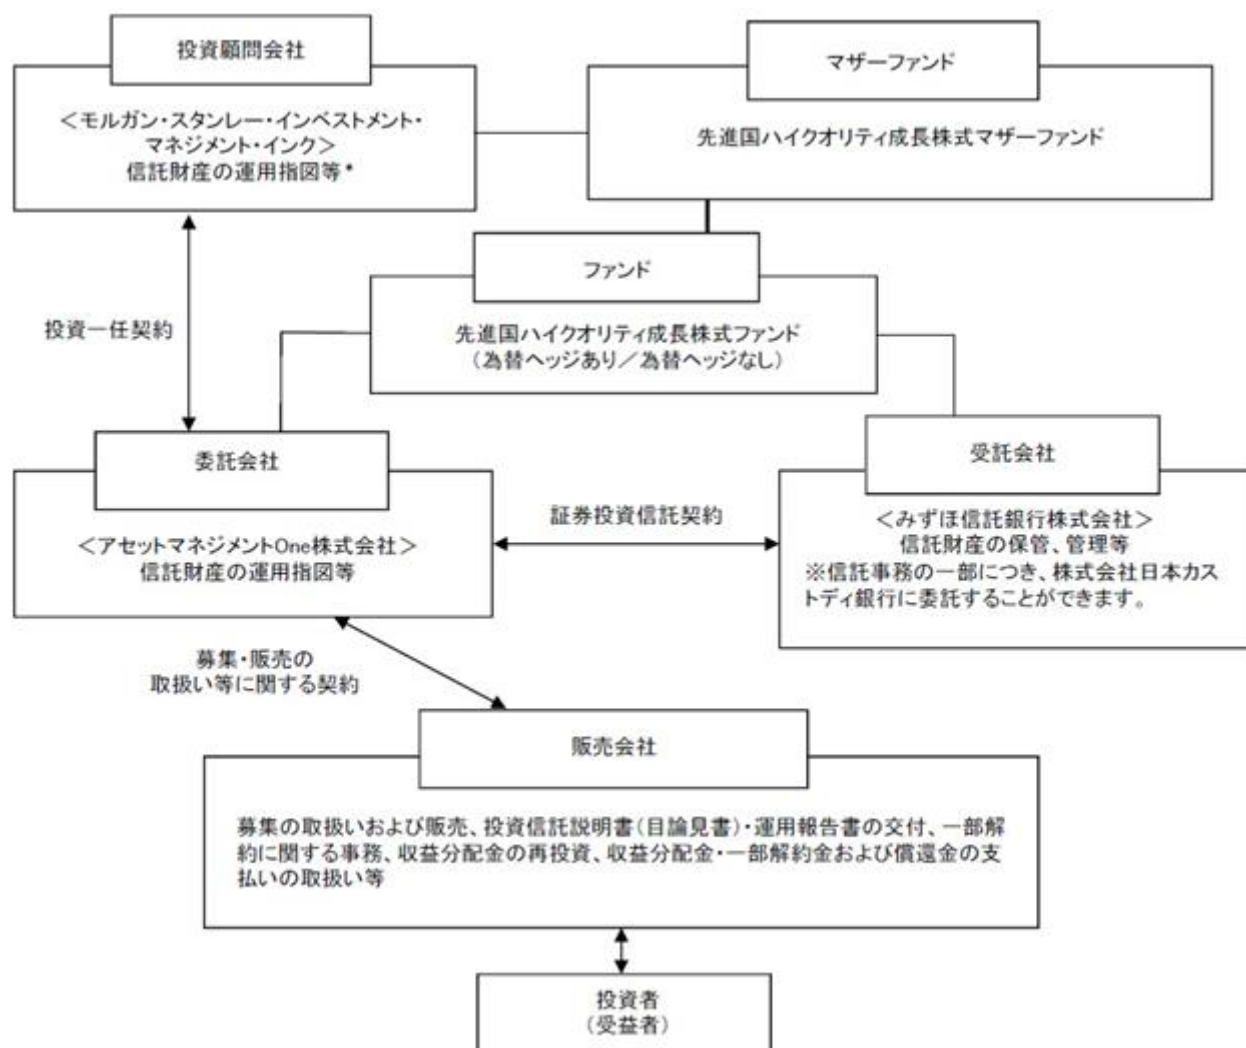 投資顧問会社
<モルガン・スタンレー・インベストメント・
マネジメント・インク>
信託財産の運用指図等*
マザーファンド
先進国ハイクオリティ成長株式マザーファンド
ファンド
先進国ハイクオリティ成長株式ファンド
(為替ヘッジあり/為替ヘッジなし)
投資一任契約
委託会社
<アセットマネジメントOne株式会社>
信託財産の運用指図等
証券投資信託契約
受託会社
<みずほ信託銀行株式会社>
信託財産の保管、管理等
※信託事務の一部につき、株式会社日本カス
トディ銀行に委託することができます。
募集・販売の
取扱い等に関する契約
販売会社
募集の取扱いおよび販売、投資信託説明書(目論見書)・運用報告書の交付、一部解
約に関する事務、収益分配金の再投資、収益分配金・一部解約金および償還金の支
払いの取扱い等
投資者
(受益者)